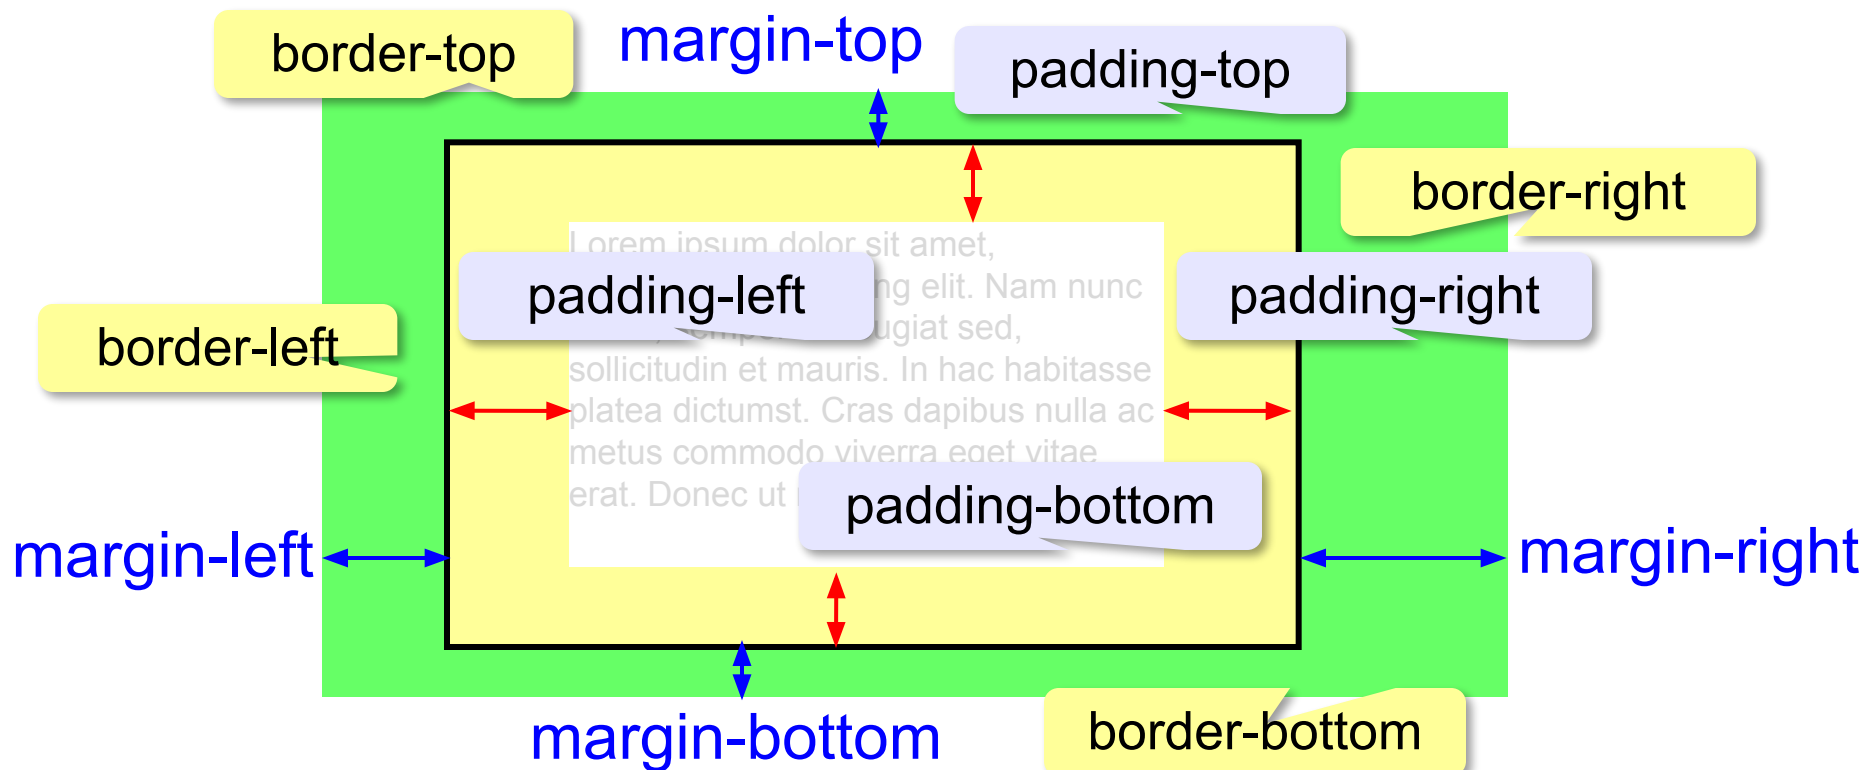 border-top
margin-top
padding-top
border-right
Lorem ipsum dolor sit amet,
padding-left
elit. Nam nunc
padding-right
border-left
sed,
sollicitudin et mauris. In hac habitasse
platea dictumst. Cras dapibus nulla ac
metus commodo viverra eget vitae
erat. Donec ut
padding-bottom
margin-left
margin-right
margin-bottom
border-bottom